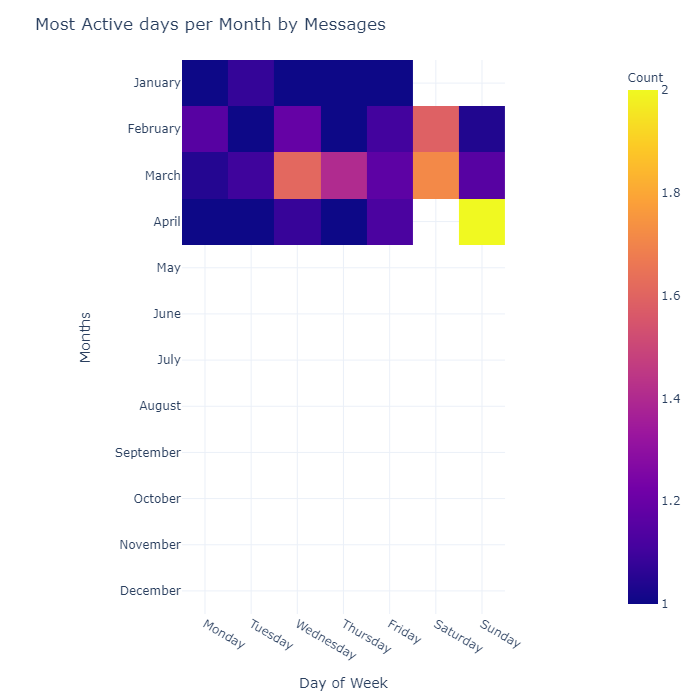 Most Active days per Month by Messages
Count
January
February
March
April
May
June
July
August
September
October
November
December
Months
Monday
Tuesday
Wednesday
Thursday
Friday
Saturday
Sunday
Day of Week
2
1.8
1.6
1.4
1.2
1